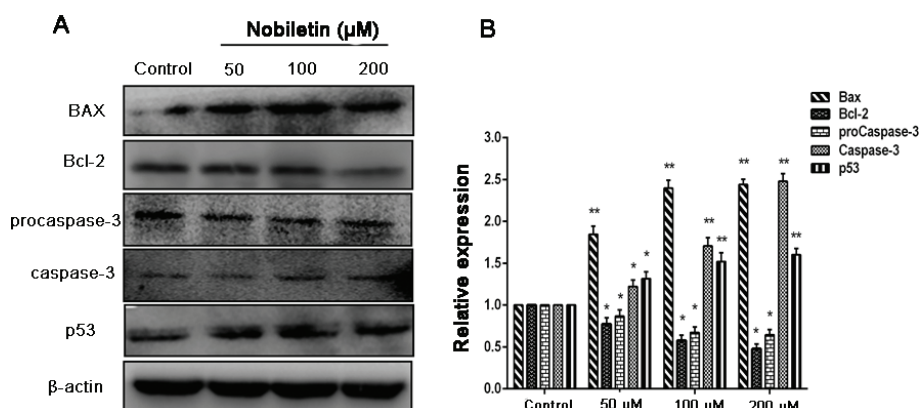 A
Nobiletin (μM)
Control 50 100 200
BAX
Bcl-2
procaspase-3
caspase-3
p53
β-actin
B
Bax
Bcl-2
proCaspase-3
Caspase-3
p53
Relative expression
3.0
2.5
2.0
1.5
1.0
0.5
0.0
** * * * *
** * * ** **
** * * ** **
Control 50 μM 100 μM 200 μM